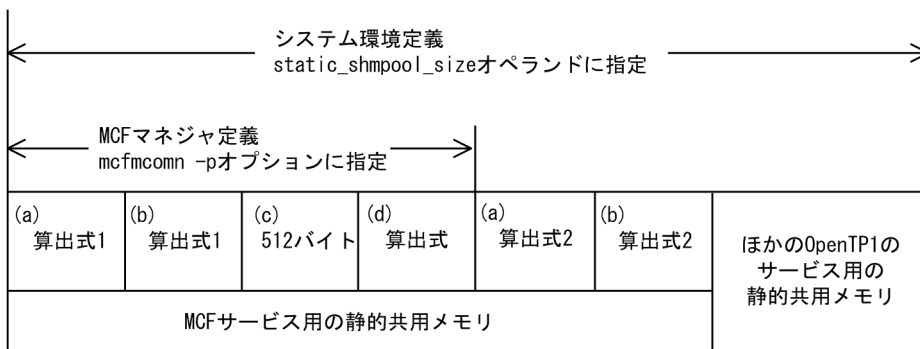 システム環境定義
static_shmpool_sizeオペランドに指定
MCFマネジャ定義
mcfmcomn -pオプションに指定
(a)
算出式1
(b)
算出式1
(c)
512バイト
(d)
算出式
(a)
算出式2
(b)
算出式2
ほかのOpenTP1の
サービス用の
静的共用メモリ
MCFサービス用の静的共用メモリ